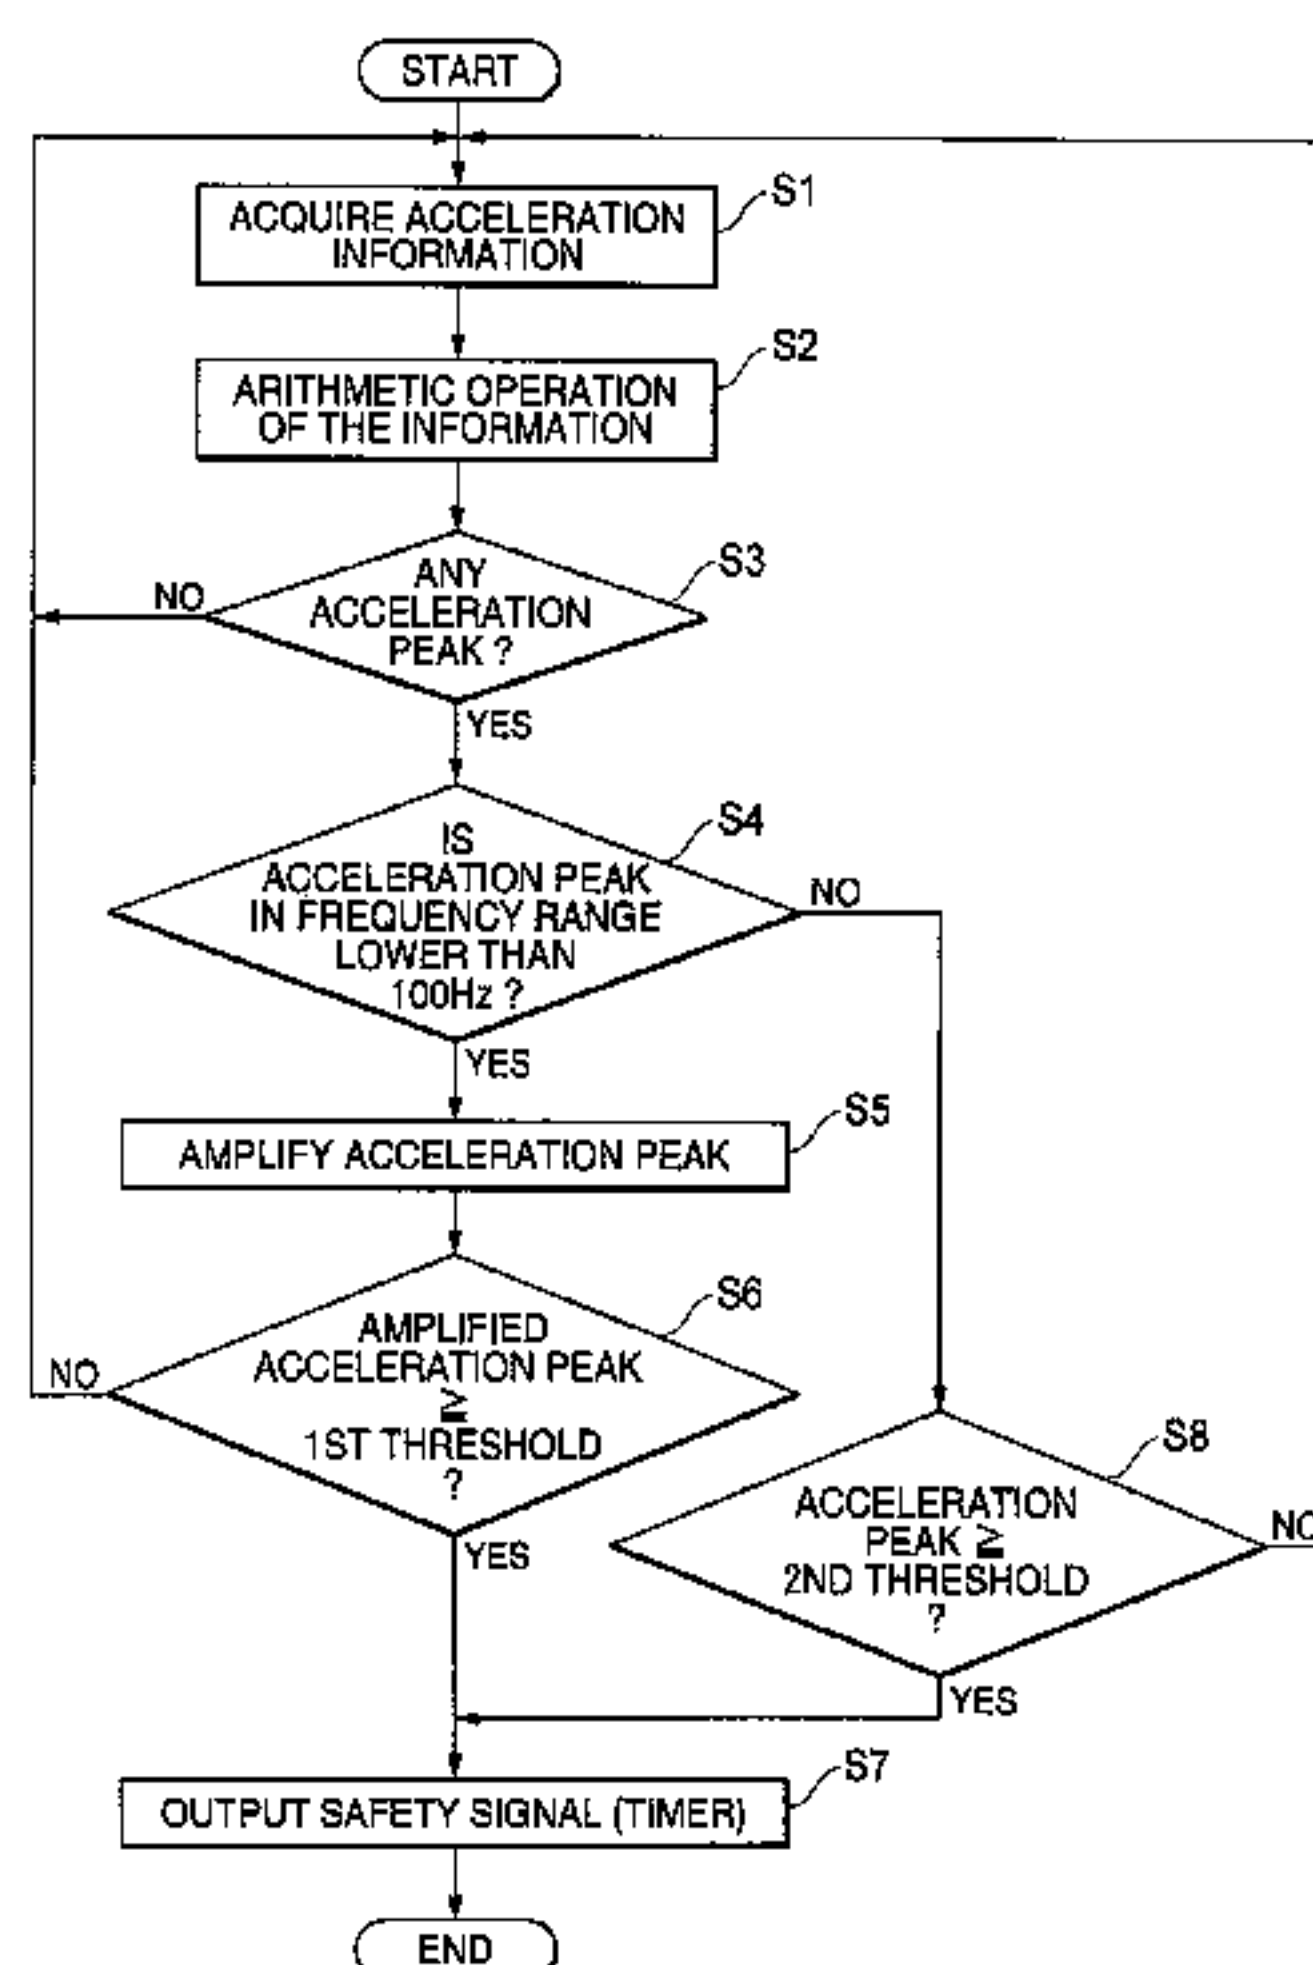 START
S1
ACQUIRE ACCELERATION
INFORMATION
S2
ARITHMETIC OPERATION
OF THE INFORMATION
S3
ANY
ACCELERATION
PEAK ?
NO
YES
S4
IS
ACCELERATION PEAK
IN FREQUENCY RANGE
LOWER THAN
100Hz ?
NO
YES
S5
AMPLIFY ACCELERATION PEAK
S6
AMPLIFIED
ACCELERATION PEAK
≧
1ST THRESHOLD
?
NO
YES
S8
ACCELERATION
PEAK ≧
2ND THRESHOLD
?
NO
YES
S7
OUTPUT SAFETY SIGNAL (TIMER)
END